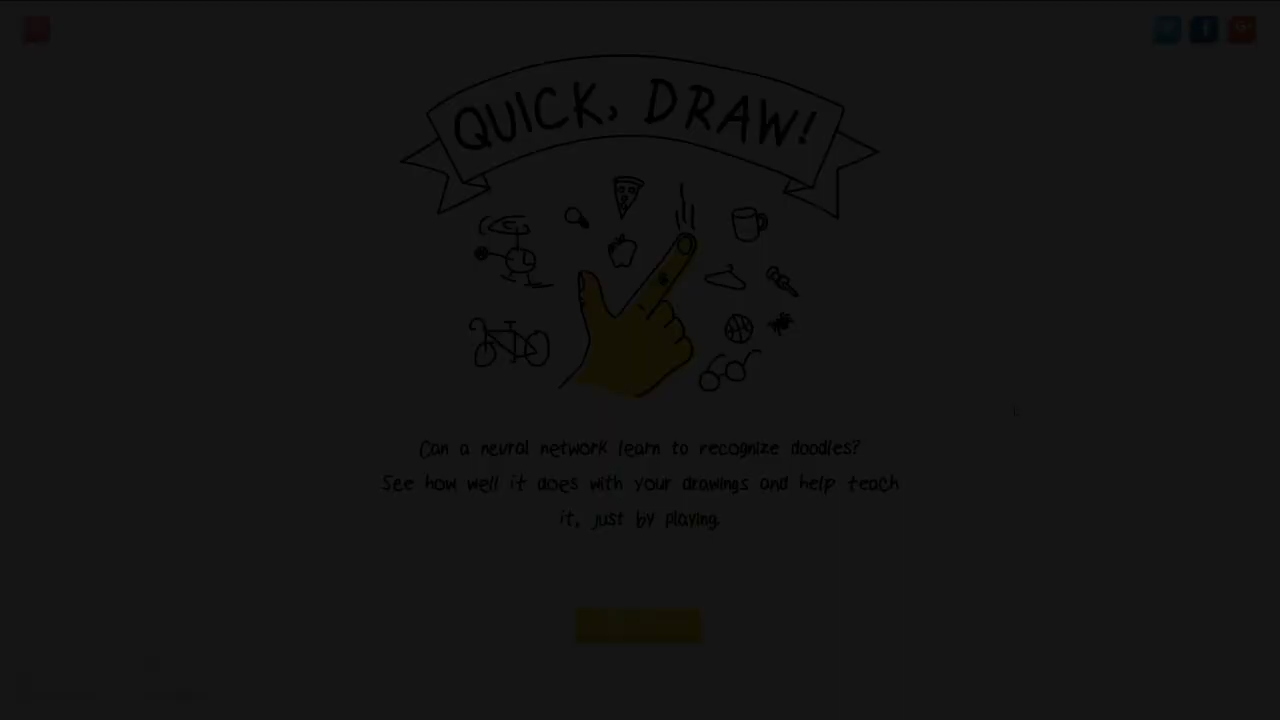 QUICK, DRAW!
Can a neural network learn to recognize doodles?
See how well it does with your drawings and help teach
it, just by playing.